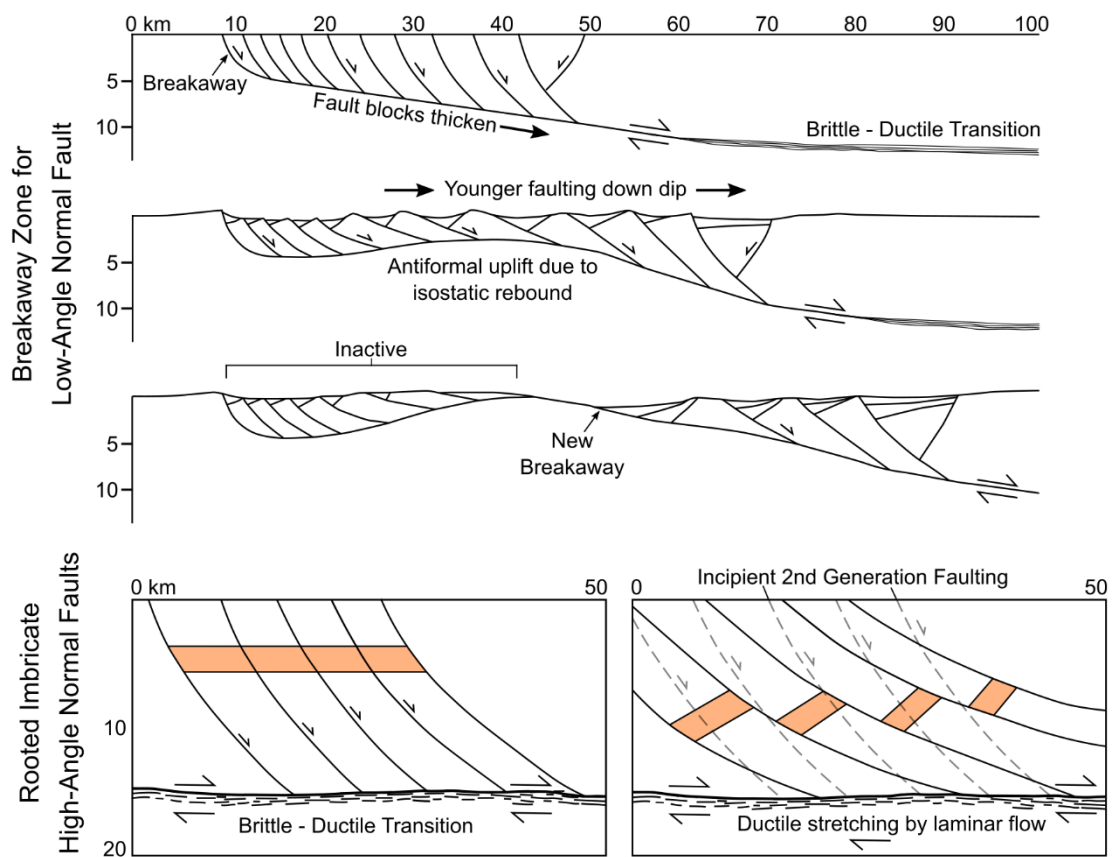 0 km 10 20 30 40 50 60 70 80 90 100
Breakaway Zone for
Low-Angle Normal Fault
5
10
Breakaway
Fault blocks thicken
Brittle - Ductile Transition
Younger faulting down dip
5
10
Antiformal uplift due to
isostatic rebound
Inactive
5
10
New
Breakaway
Rooted Imbricate
High-Angle Normal Faults
0 km 50
10
20
Brittle - Ductile Transition
0 50
Incipient 2nd Generation Faulting
Ductile stretching by laminar flow